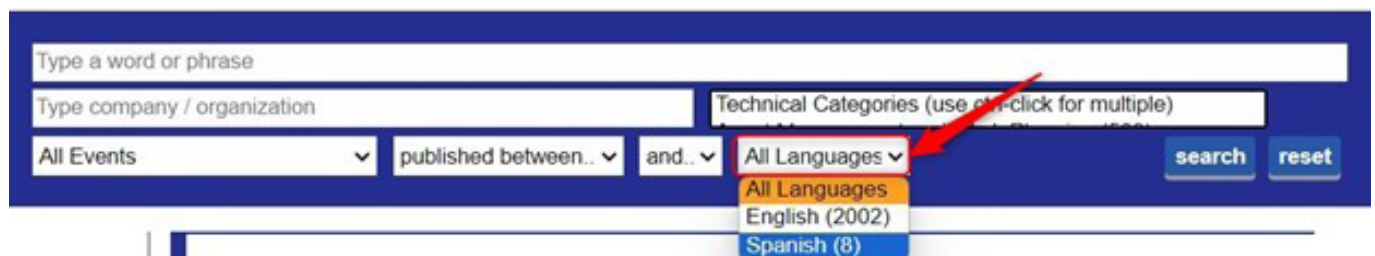 Type a word or phrase
Type company / organization
Technical Categories (use ctrl-click for multiple)
All Events
published between..
and..
All Languages
search
reset
All Languages
English (2002)
Spanish (8)